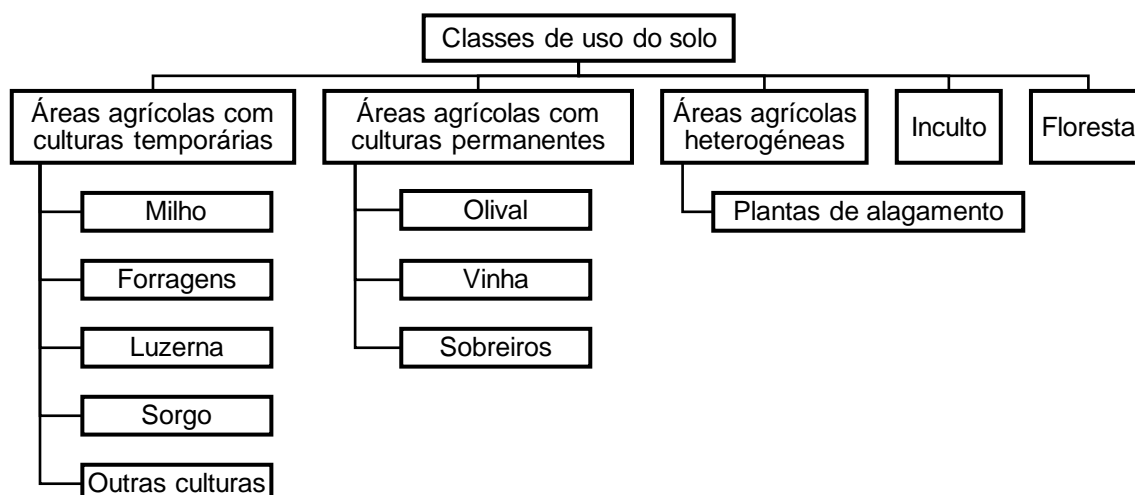 Classes de uso do solo
Áreas agrícolas com
culturas temporárias
Áreas agrícolas com
culturas permanentes
Áreas agrícolas
heterogéneas
Inculto
Floresta
Milho
Forragens
Luzerna
Sorgo
Outras culturas
Olival
Vinha
Sobreiros
Plantas de alagamento